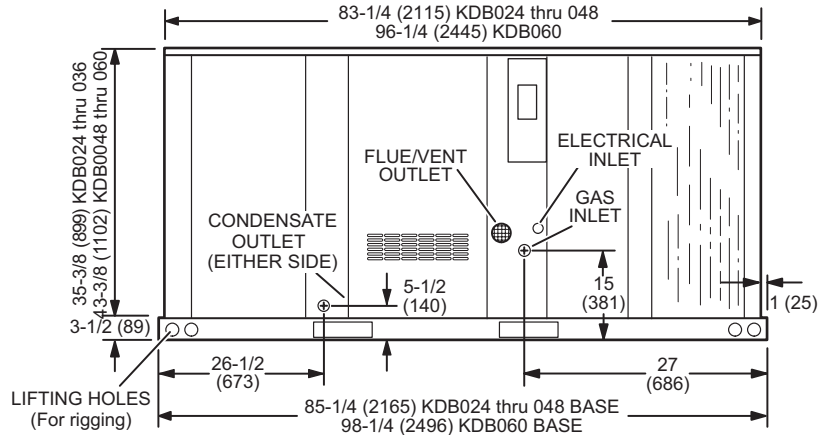 83-1/4 (2115) KDB024 thru 048
96-1/4 (2445) KDB060
35-3/8 (899) KDB024 thru 036
43-3/8 (1102) KDB0048 thru 060
FLUE/VENT
OUTLET
ELECTRICAL
INLET
GAS
INLET
CONDENSATE
OUTLET
(EITHER SIDE)
5-1/2
(140)
15
(381)
1 (25)
3-1/2 (89)
26-1/2
(673)
27
(686)
LIFTING HOLES
(For rigging)
85-1/4 (2165) KDB024 thru 048 BASE
98-1/4 (2496) KDB060 BASE